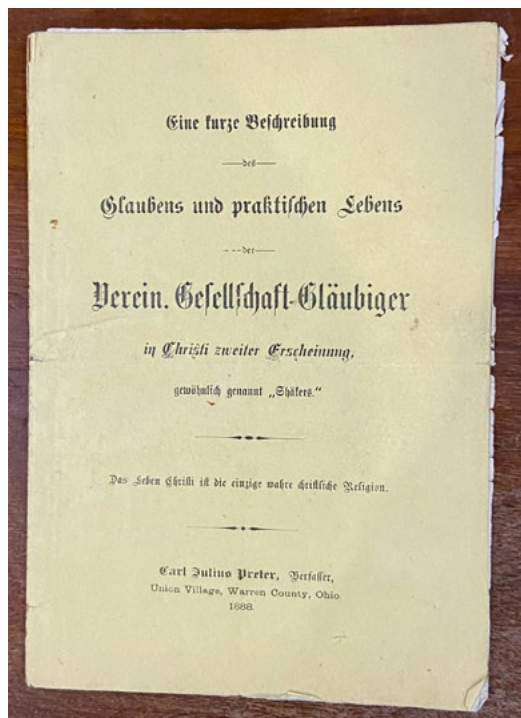 Eine kurze Beschreibung
—des—
Glaubens und praktischen Lebens
—der—
Verein. Gesellschaft-Gläubiger
in Christi zweiter Erscheinung,
gewöhnlich genannt „Shäkers.“
Das Leben Christi ist die einzige wahre christliche Religion.
Carl Julius Preter, Verfasser,
Union Village, Warren County, Ohio.
1888.